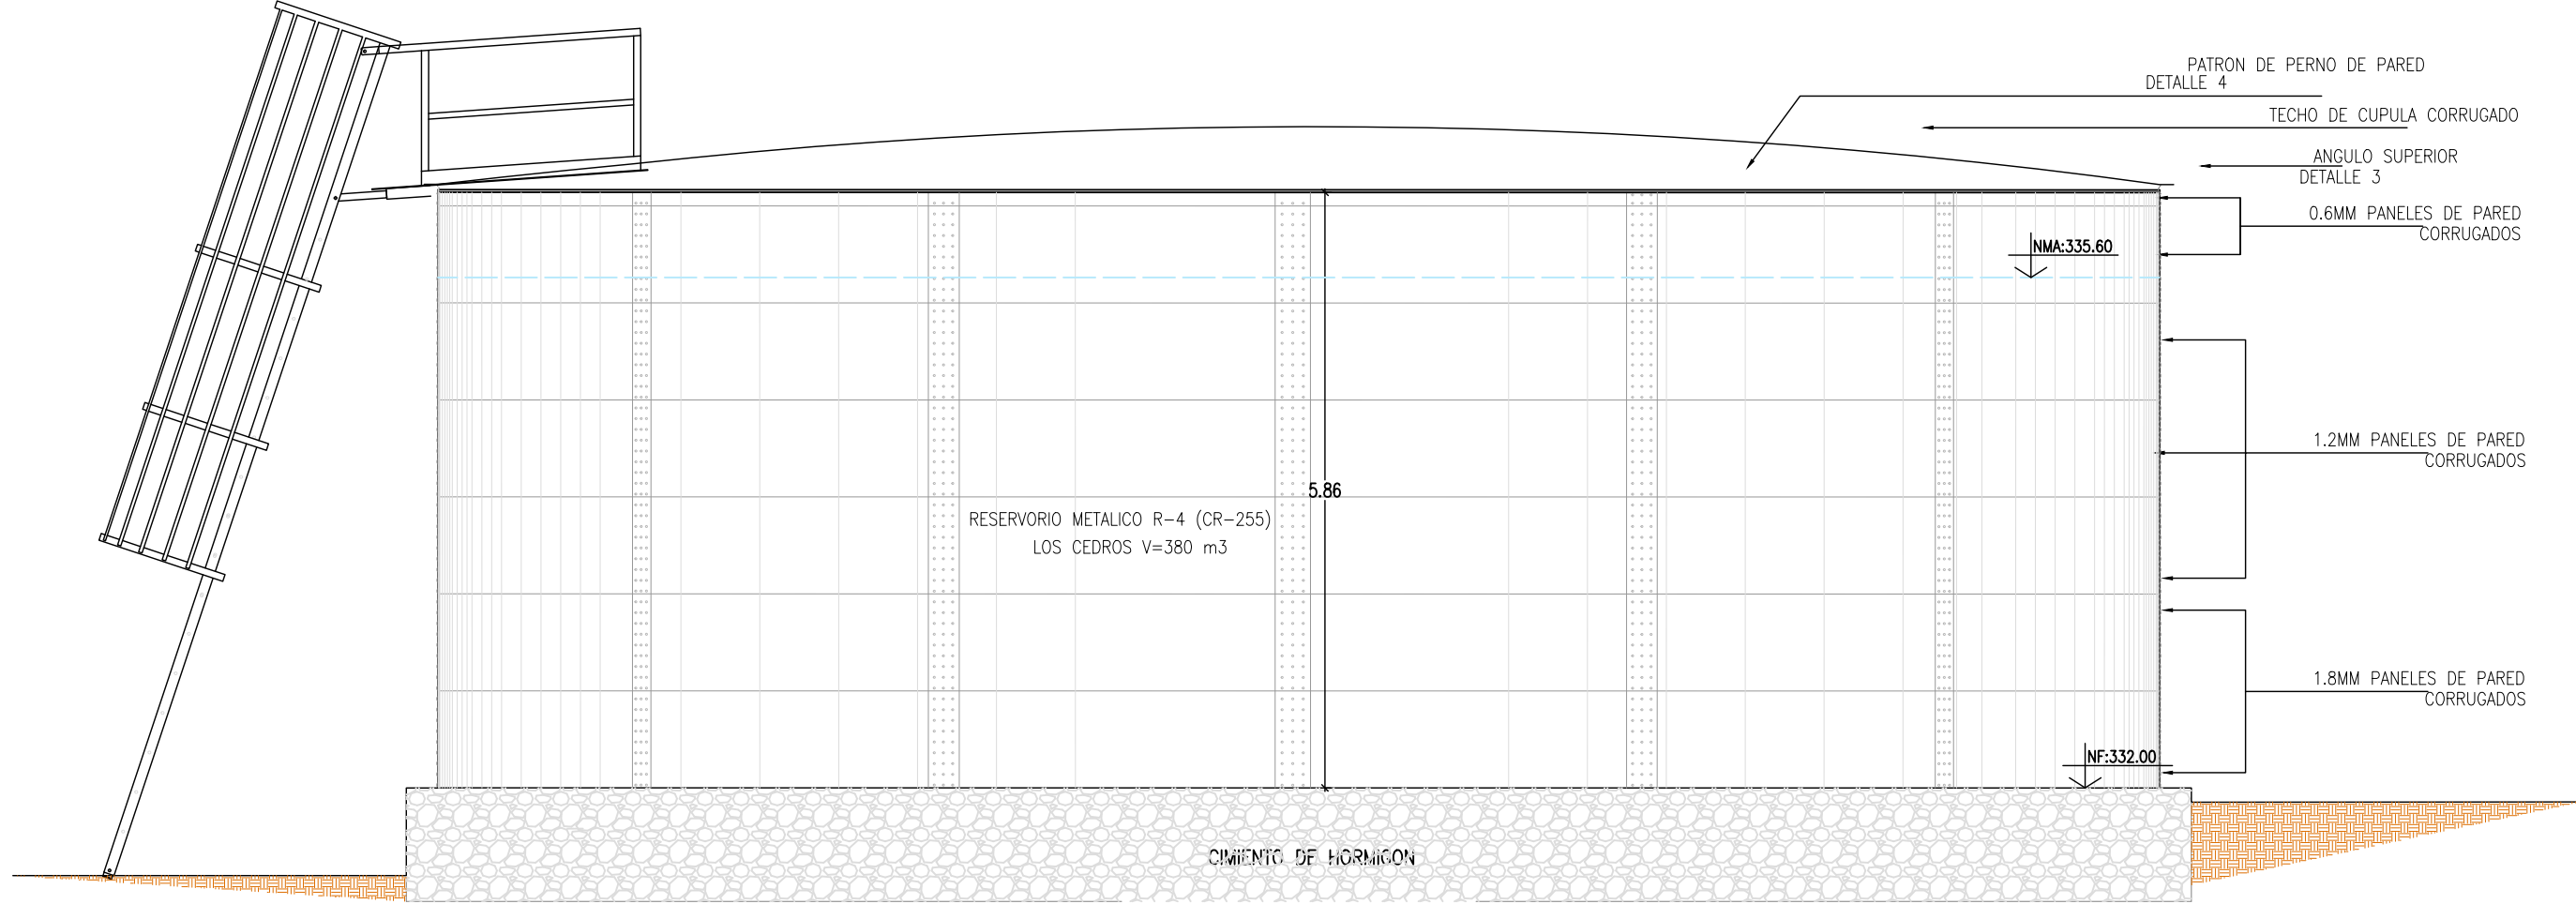 PATRON DE PERNO DE PARED
DETALLE 4
TECHO DE CUPULA CORRUGADO
ANGULO SUPERIOR
DETALLE 3
0.6MM PANELES DE PARED
CORRUGADOS
NMA:335.60
1.2MM PANELES DE PARED
CORRUGADOS
5.86
RESERVORIO METALICO R-4 (CR-255)
LOS CEDROS V=380 m3
1.8MM PANELES DE PARED
CORRUGADOS
NF:332.00
CIMIENTO DE HORMIGON